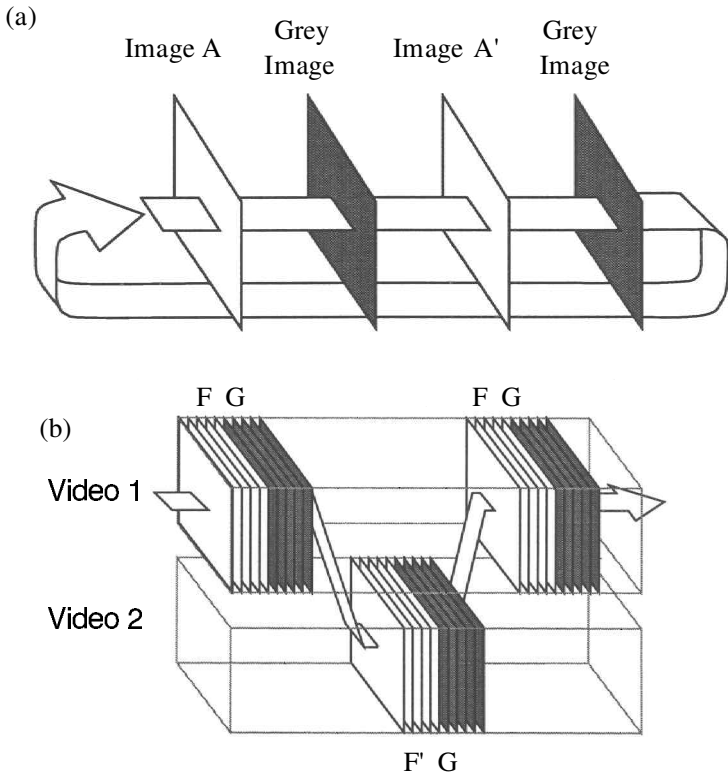 (a)
Image A
Grey
Image
Image A'
Grey
Image
F G
F G
(b)
Video 1
Video 2
F' G